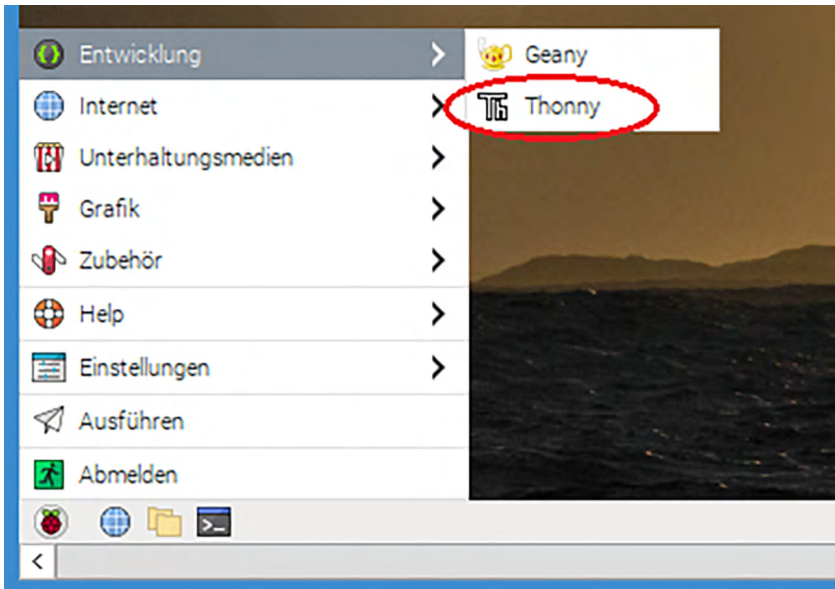 Entwicklung
Geany
Internet
Thonny
Unterhaltungsmedien
Grafik
Zubehör
Help
Einstellungen
Ausführen
Abmelden